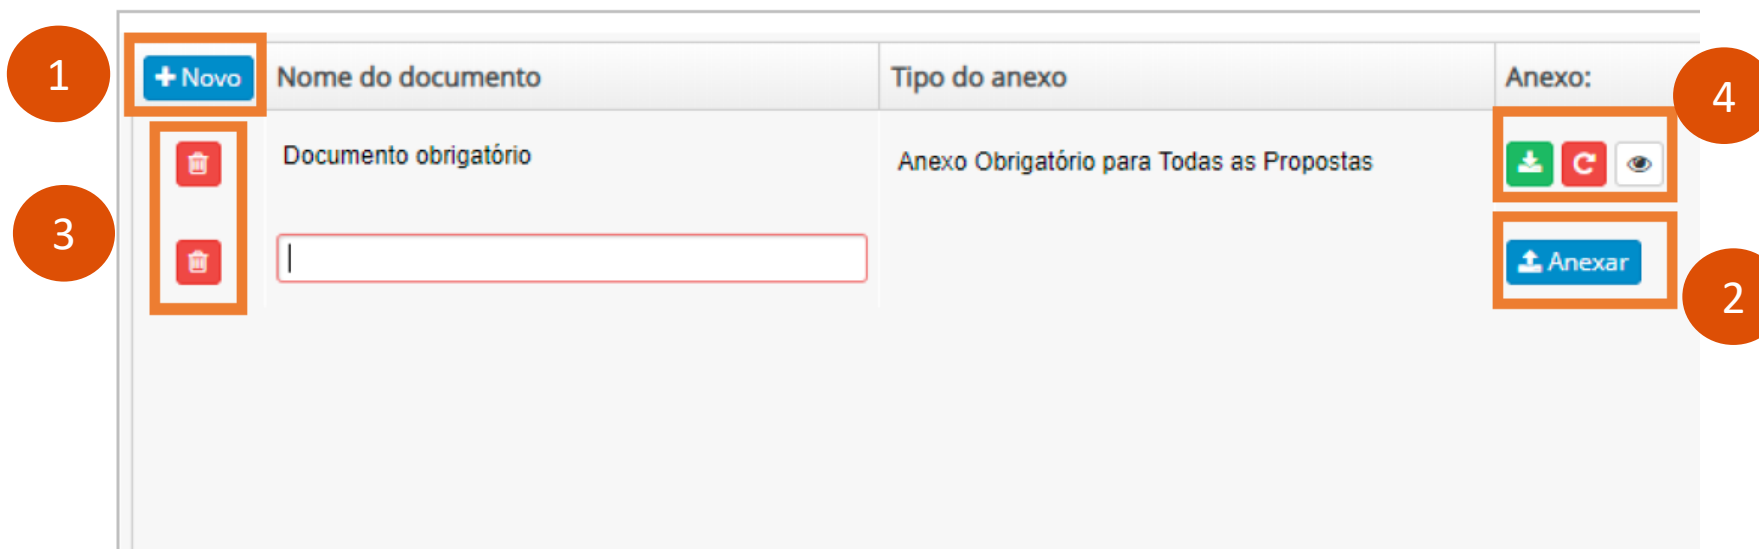 1
Novo
Nome do documento
Tipo do anexo
Anexo:
4
Documento obrigatório
Anexo Obrigatório para Todas as Propostas
3
Anexar
2